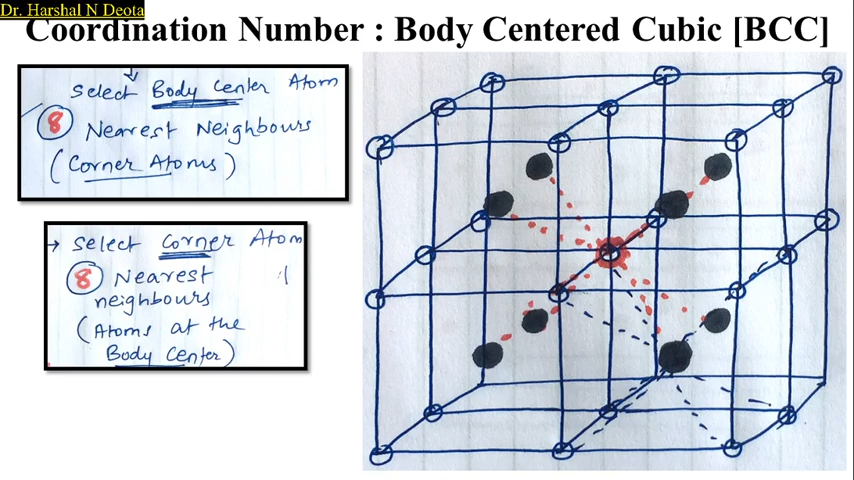 Dr. Harshal N Deota
Coordination Number : Body Centered Cubic [BCC]
Select Body Center Atom
8 Nearest Neighbours
(Corner Atoms)
→ Select Corner Atom
8 Nearest
neighbours
(Atoms at the
Body Center)